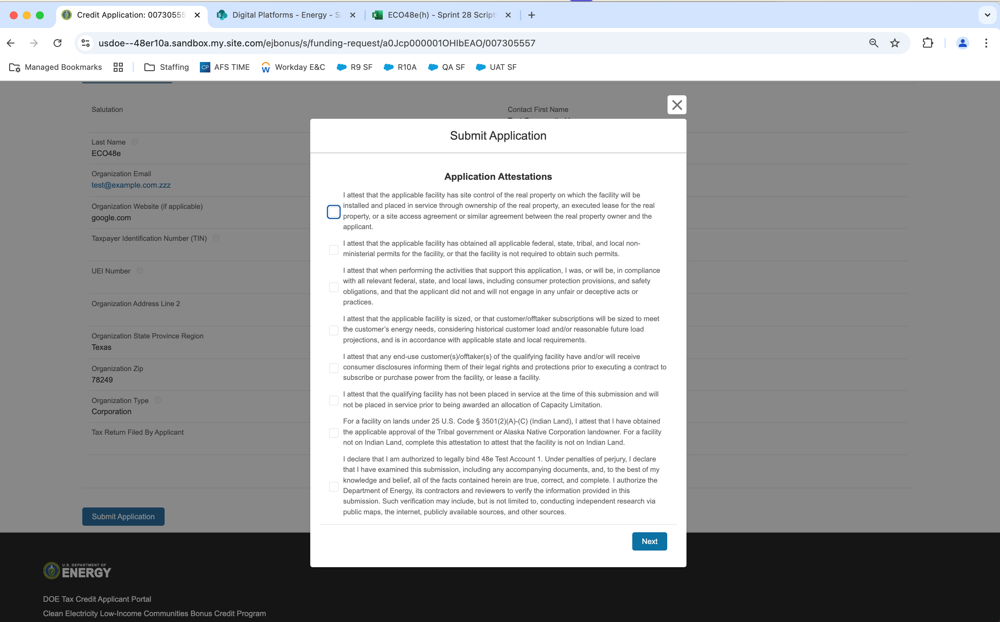 Credit Application: 00730555
Digital Platforms - Energy - S
ECO48e(h) - Sprint 28 Script
usdoe--48er10a.sandbox.my.site.com/ejbonus/s/funding-request/a0Jcp000001OHIbEAO/007305557
Managed Bookmarks
Staffing
CP AFS TIME
Workday E&C
R9 SF
R10A
QA SF
UAT SF
Salutation
Contact First Name
Last Name
ECO48e
Organization Email
test@example.com.zzz
Organization Website (if applicable)
google.com
Taxpayer Identification Number (TIN)
UEI Number
Organization Address Line 2
Organization State Province Region
Texas
Organization Zip
78249
Organization Type
Corporation
Tax Return Filed By Applicant
Submit Application
Submit Application
Application Attestations
I attest that the applicable facility has site control of the real property on which the facility will be
installed and placed in service through ownership of the real property, an executed lease for the real
property, or a site access agreement or similar agreement between the real property owner and the
applicant.
I attest that the applicable facility has obtained all applicable federal, state, tribal, and local non-
ministerial permits for the facility, or that the facility is not required to obtain such permits.
I attest that when performing the activities that support this application, I was, or will be, in compliance
with all relevant federal, state, and local laws, including consumer protection provisions, and safety
obligations, and that the applicant did not and will not engage in any unfair or deceptive acts or
practices.
I attest that the applicable facility is sized, or that customer/offtaker subscriptions will be sized to meet
the customer’s energy needs, considering historical customer load and/or reasonable future load
projections, and is in accordance with applicable state and local requirements.
I attest that any end-use customer(s)/offtaker(s) of the qualifying facility have and/or will receive
consumer disclosures informing them of their legal rights and protections prior to executing a contract to
subscribe or purchase power from the facility, or lease a facility.
I attest that the qualifying facility has not been placed in service at the time of this submission and will
not be placed in service prior to being awarded an allocation of Capacity Limitation.
For a facility on lands under 25 U.S. Code § 3501(2)(A)-(C) (Indian Land), I attest that I have obtained
the applicable approval of the Tribal government or Alaska Native Corporation landowner. For a facility
not on Indian Land, complete this attestation to attest that the facility is not on Indian Land.
I declare that I am authorized to legally bind 48e Test Account 1. Under penalties of perjury, I declare
that I have examined this submission, including any accompanying documents, and, to the best of my
knowledge and belief, all of the facts contained herein are true, correct, and complete. I authorize the
Department of Energy, its contractors and reviewers to verify the information provided in this
submission. Such verification may include, but is not limited to, conducting independent research via
public maps, the internet, publicly available sources, and other sources.
Next
U.S. DEPARTMENT OF
ENERGY
DOE Tax Credit Applicant Portal
Clean Electricity Low-Income Communities Bonus Credit Program